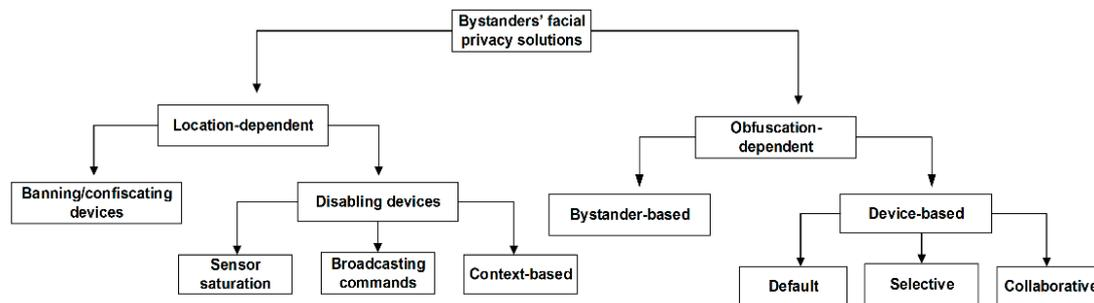 Bystanders' facial
privacy solutions
Location-dependent
Obfuscation-
dependent
Banning/confiscating
devices
Disabling devices
Bystander-based
Device-based
Sensor
saturation
Broadcasting
commands
Context-based
Default
Selective
Collaborative